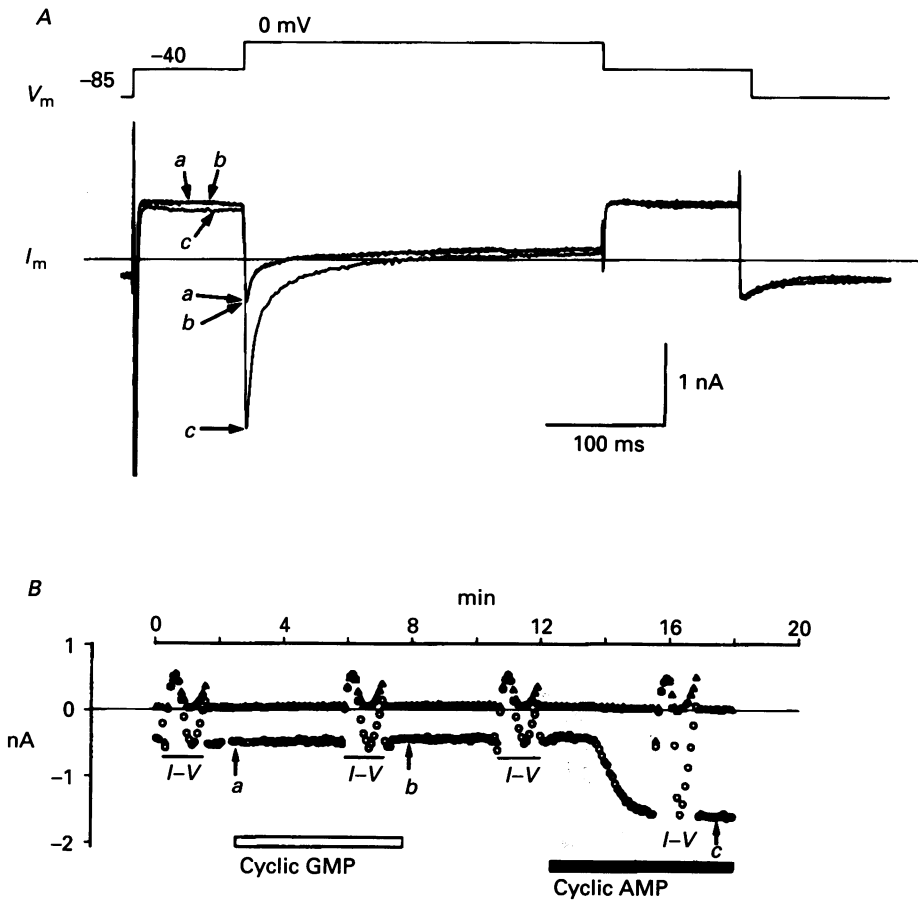 A
0 mV
−40
−85
Vm
a b
c
Im
a
b
c
1 nA
100 ms
B
min
0 4 8 12 16 20
1
0
nA
−1
−2
I–V I–V I–V I–V
a b c
Cyclic GMP
Cyclic AMP